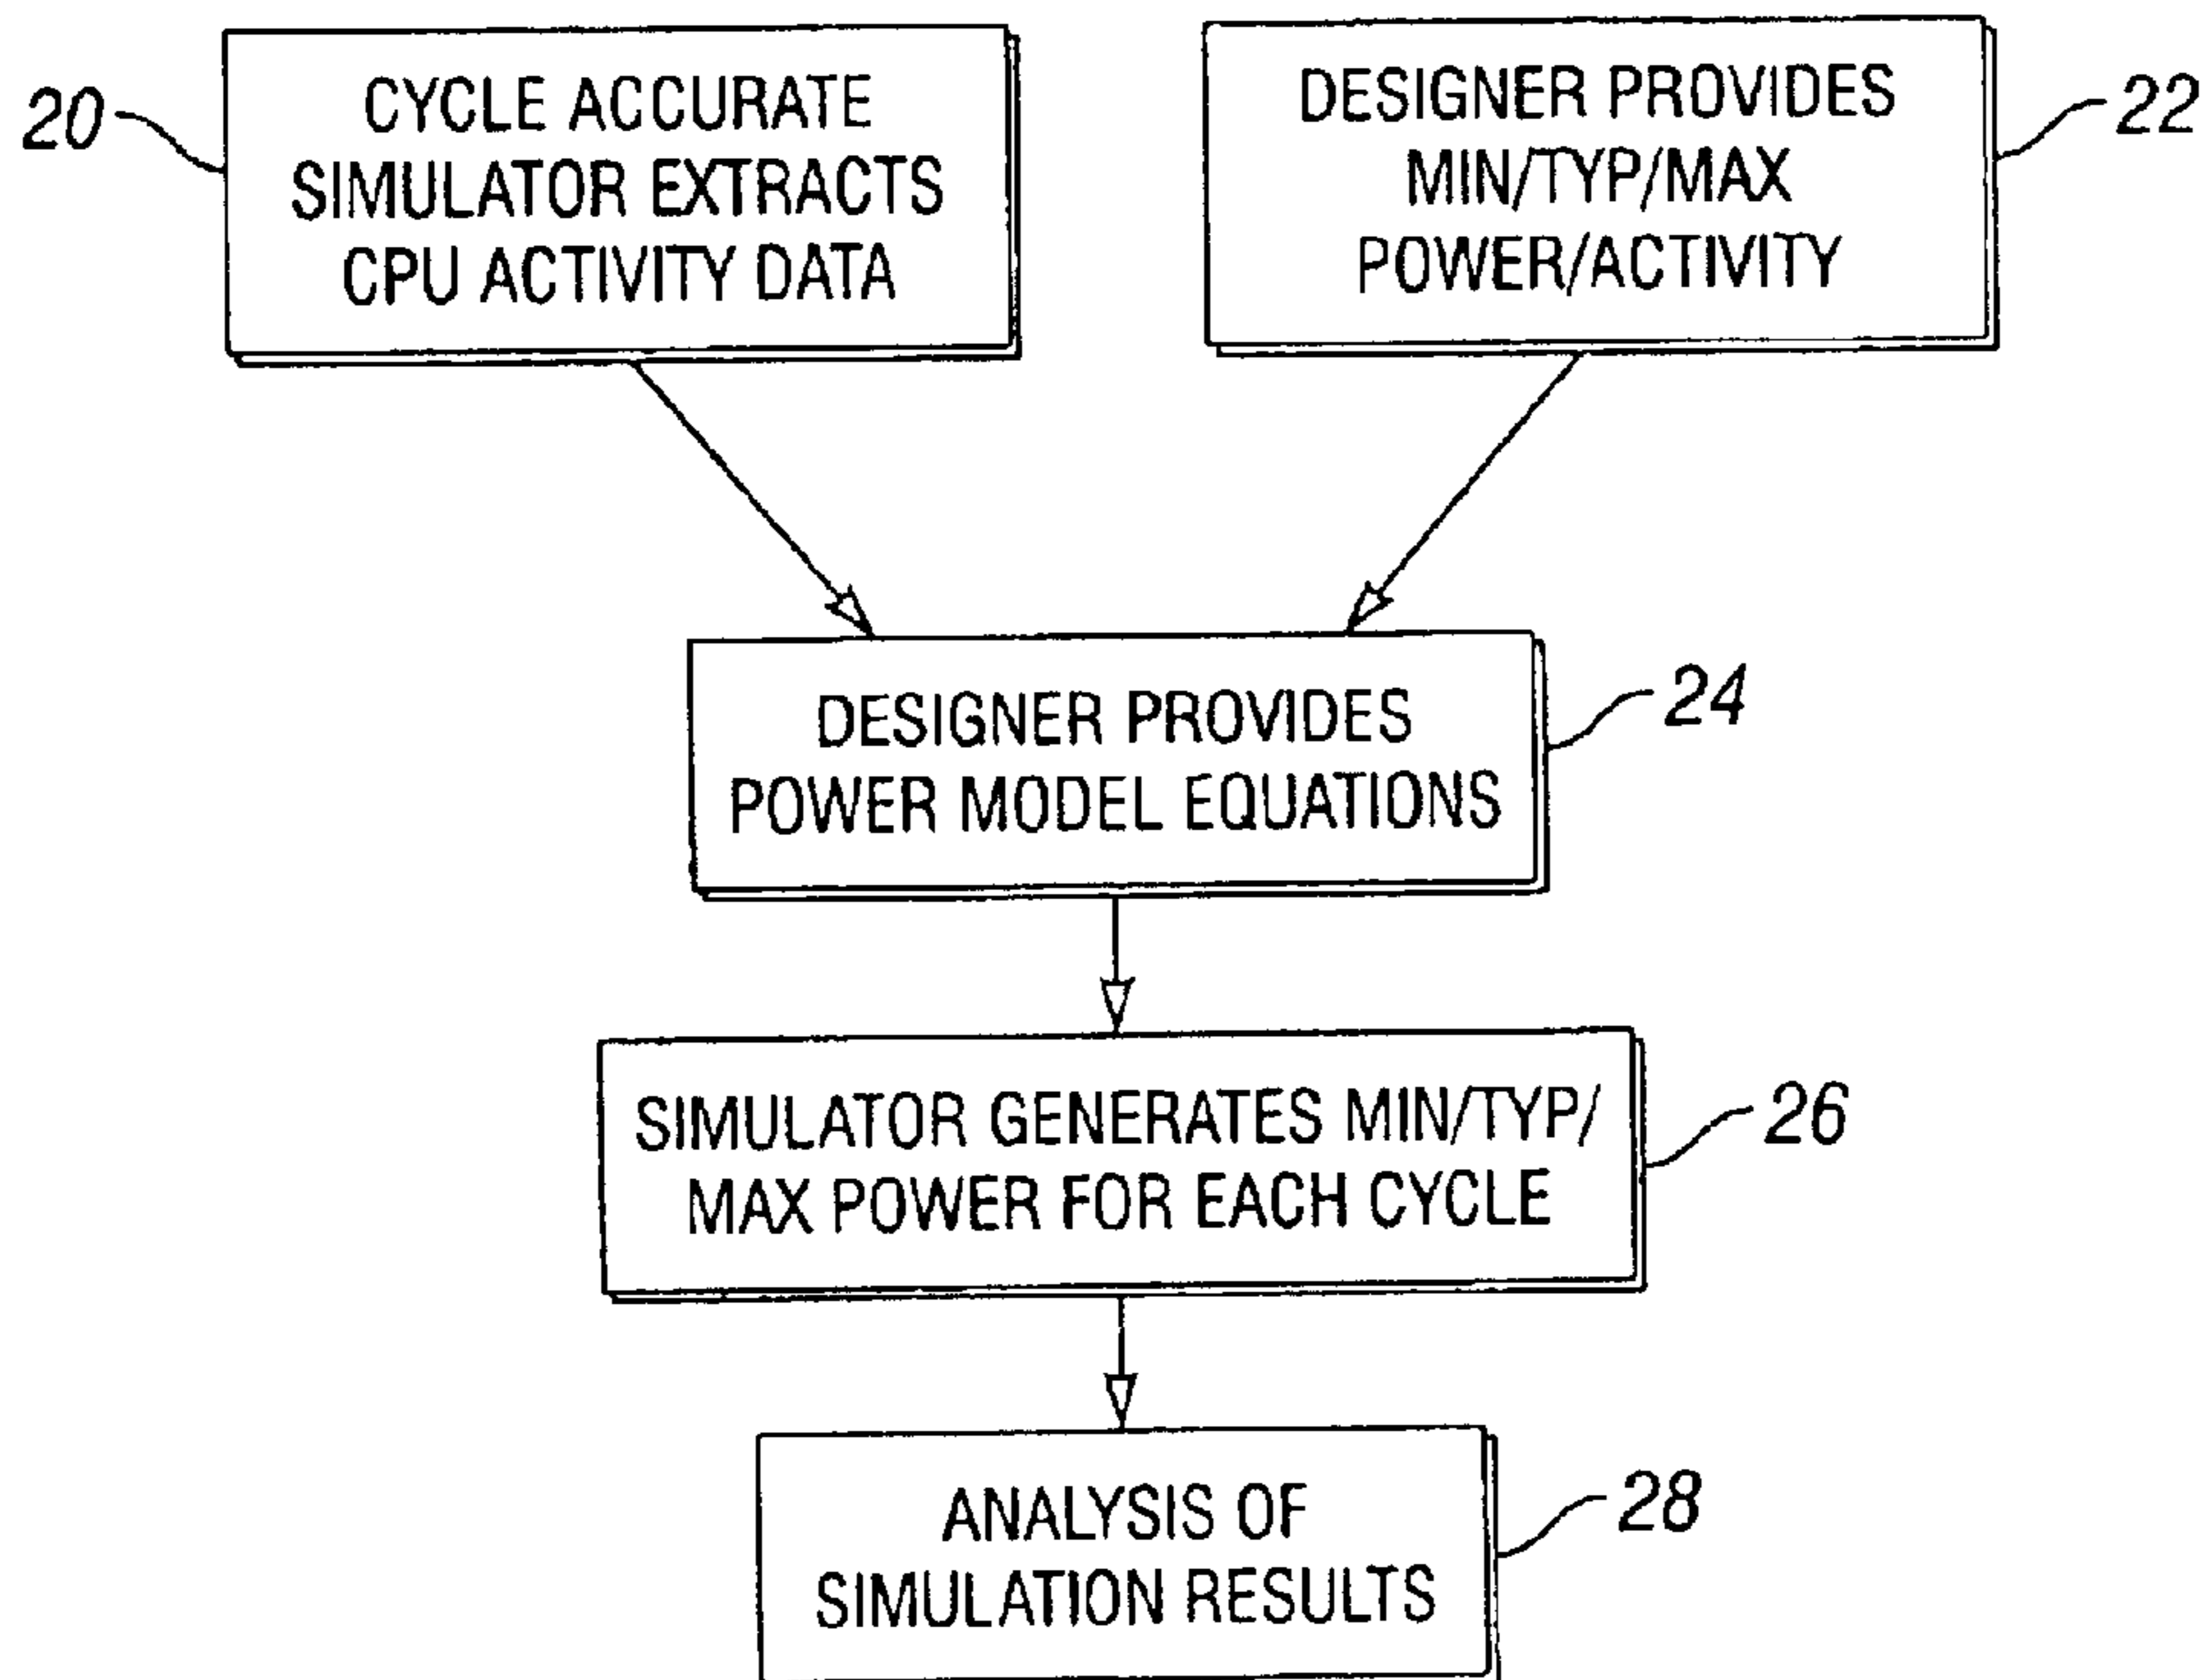 20
CYCLE ACCURATE
SIMULATOR EXTRACTS
CPU ACTIVITY DATA
DESIGNER PROVIDES
MIN/TYP/MAX
POWER/ACTIVITY
22
DESIGNER PROVIDES
POWER MODEL EQUATIONS
24
SIMULATOR GENERATES MIN/TYP/
MAX POWER FOR EACH CYCLE
26
ANALYSIS OF
SIMULATION RESULTS
28